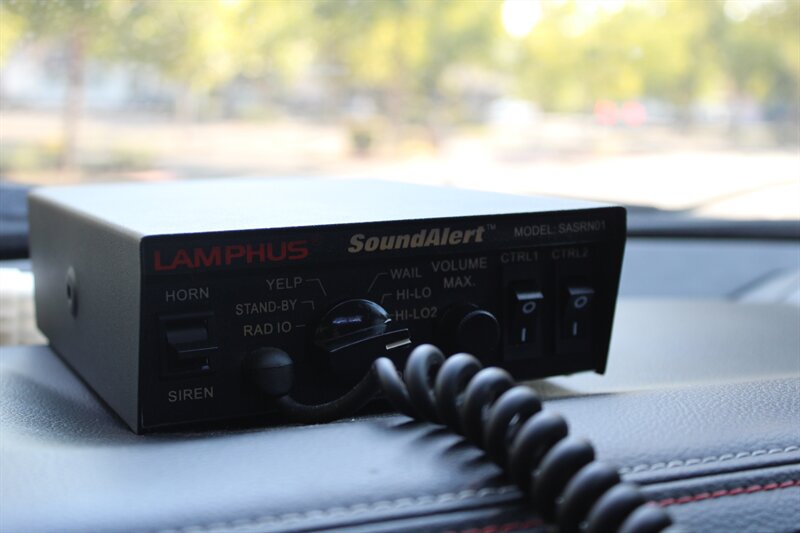 LAMPHUS®
SoundAlert™
MODEL: SASRN01
HORN
SIREN
YELP
STAND-BY
RADIO
WAIL
HI-LO
HI-LO2
VOLUME
MAX.
CTRL1
CTRL2
O
I
O
I